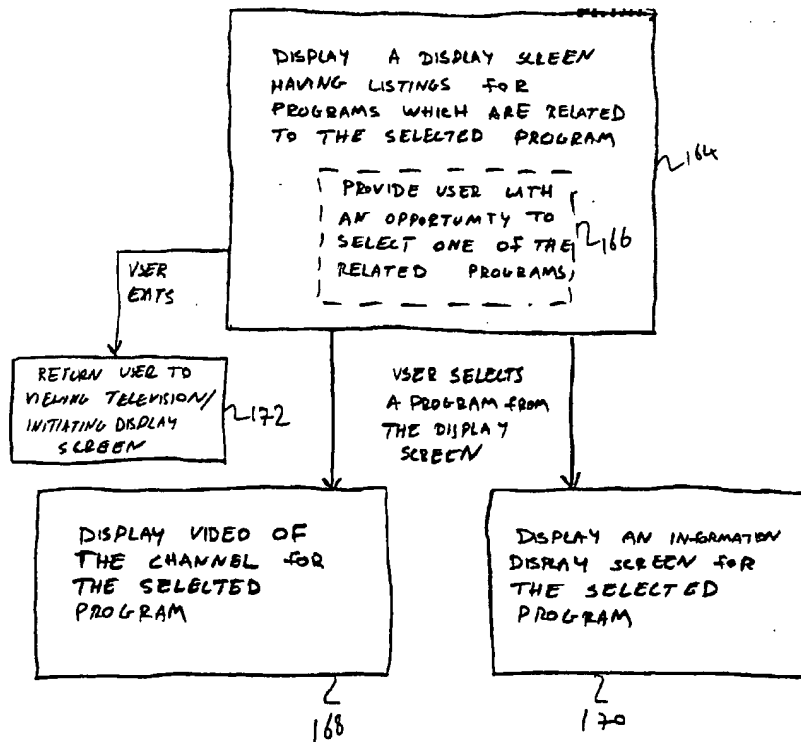 DISPLAY A DISPLAY SCREEN
HAVING LISTINGS FOR
PROGRAMS WHICH ARE RELATED
TO THE SELECTED PROGRAM
164
PROVIDE USER WITH
AN OPPORTUNITY TO
SELECT ONE OF THE
RELATED PROGRAMS
166
USER
EXITS
RETURN USER TO
VIEWING TELEVISION/
INITIATING DISPLAY
SCREEN
172
USER SELECTS
A PROGRAM FROM
THE DISPLAY
SCREEN
DISPLAY VIDEO OF
THE CHANNEL FOR
THE SELECTED
PROGRAM
168
DISPLAY AN INFORMATION
DISPLAY SCREEN FOR
THE SELECTED
PROGRAM
170